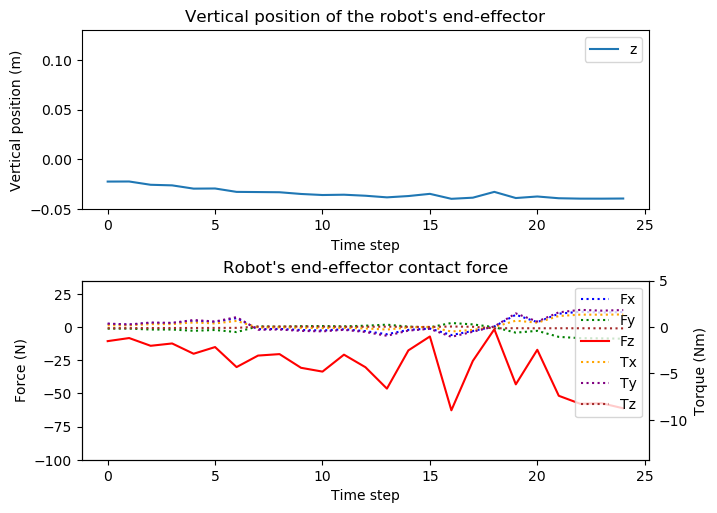 Vertical position of the robot's end-effector
Vertical position (m)
0.10
0.05
0.00
−0.05
z
0 5 10 15 20 25
Time step
Robot's end-effector contact force
Force (N)
25
0
−25
−50
−75
−100
Fx
Fy
Fz
Tx
Ty
Tz
5
0
−5
−10
Torque (Nm)
0 5 10 15 20 25
Time step